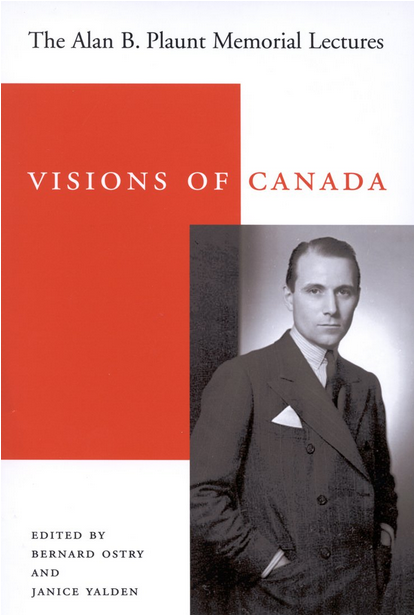 The Alan B. Plaunt Memorial Lectures
VISIONS OF CANADA
EDITED BY
BERNARD OSTRY
AND
JANICE YALDEN